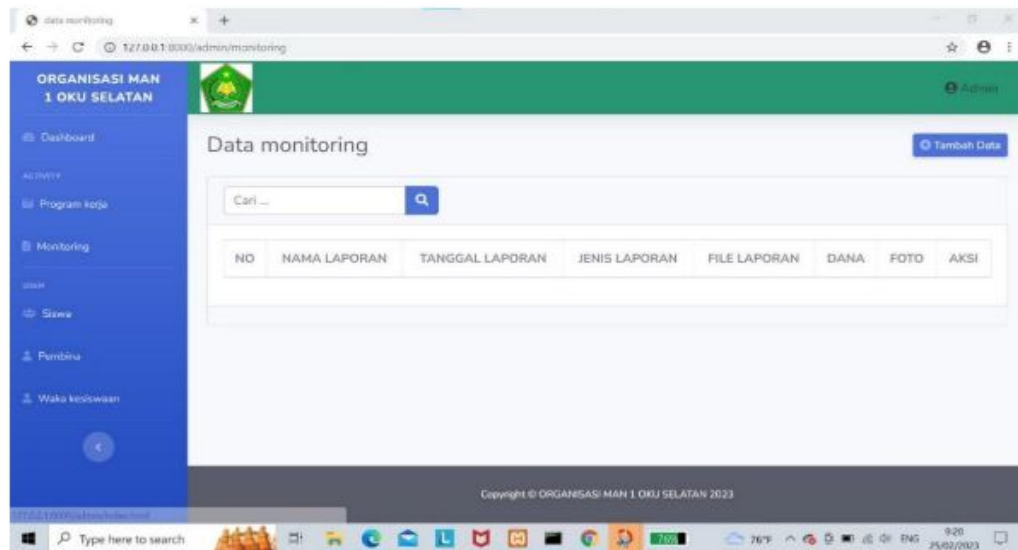 data monitoring
127.0.0.1:8000/admin/monitoring
ORGANISASI MAN
1 OKU SELATAN
Admin
Dashboard
Data monitoring
Tambah Data
ACTIVITY
Program kerja
Cari ...
Monitoring
NO NAMA LAPORAN TANGGAL LAPORAN JENIS LAPORAN FILE LAPORAN DANA FOTO AKSI
Siswa
Pembina
Waka kesiswaan
Copyright © ORGANISASI MAN 1 OKU SELATAN 2023
Type here to search
76%
76°F
ENG
9:20
25/02/2023